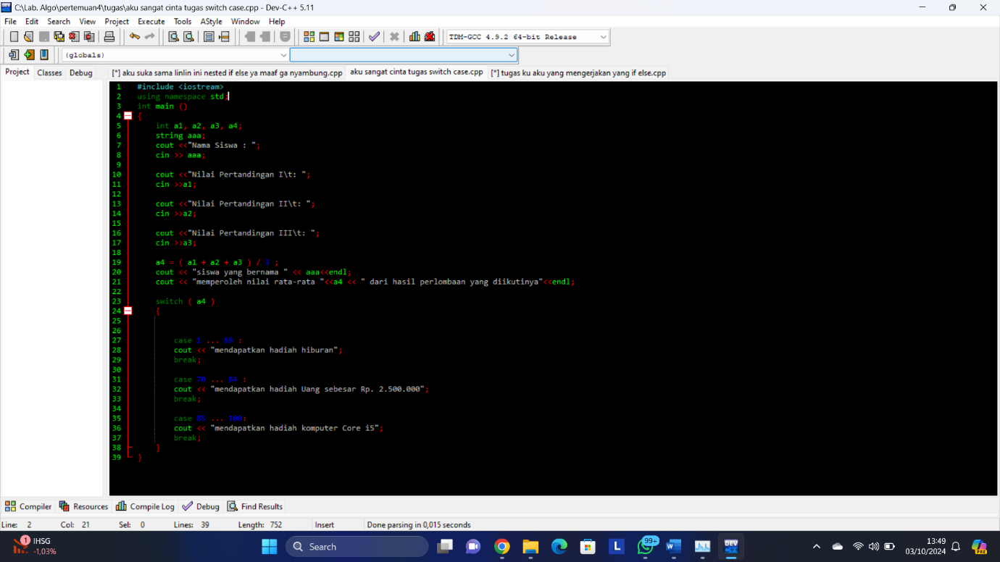 C:\Lab. Algo\pertemuan4\tugas\aku sangat cinta tugas switch case.cpp - Dev-C++ 5.11
File Edit Search View Project Execute Tools AStyle Window Help
TDM-GCC 4.9.2 64-bit Release
(globals)
Project Classes Debug
[*] aku suka sama linlin ini nested if else ya maaf ga nyambung.cpp aku sangat cinta tugas switch case.cpp [*] tugas ku aku yang mengerjakan yang if else.cpp
1 #include <iostream>
2 using namespace std;
3 int main ()
4 {
5 int a1, a2, a3, a4;
6 string aaa;
7 cout <<"Nama Siswa : ";
8 cin >> aaa;
9
10 cout <<"Nilai Pertandingan I\t: ";
11 cin >>a1;
12
13 cout <<"Nilai Pertandingan II\t: ";
14 cin >>a2;
15
16 cout <<"Nilai Pertandingan III\t: ";
17 cin >>a3;
18
19 a4 = ( a1 + a2 + a3 ) / 3 ;
20 cout << "siswa yang bernama " << aaa<<endl;
21 cout << "memperoleh nilai rata-rata "<<a4 << " dari hasil perlombaan yang diikutinya"<<endl;
22
23 switch ( a4 )
24 {
25
26
27 case 1 ... 69 :
28 cout << "mendapatkan hadiah hiburan";
29 break;
30
31 case 70 ... 84 :
32 cout << "mendapatkan hadiah Uang sebesar Rp. 2.500.000";
33 break;
34
35 case 85 ... 100:
36 cout << "mendapatkan hadiah komputer Core i5";
37 break;
38 }
39 }
Compiler Resources Compile Log Debug Find Results
Line: 2 Col: 21 Sel: 0 Lines: 39 Length: 752 Insert Done parsing in 0,015 seconds
1 IHSG
-1,03%
Search
99+
13:49
03/10/2024